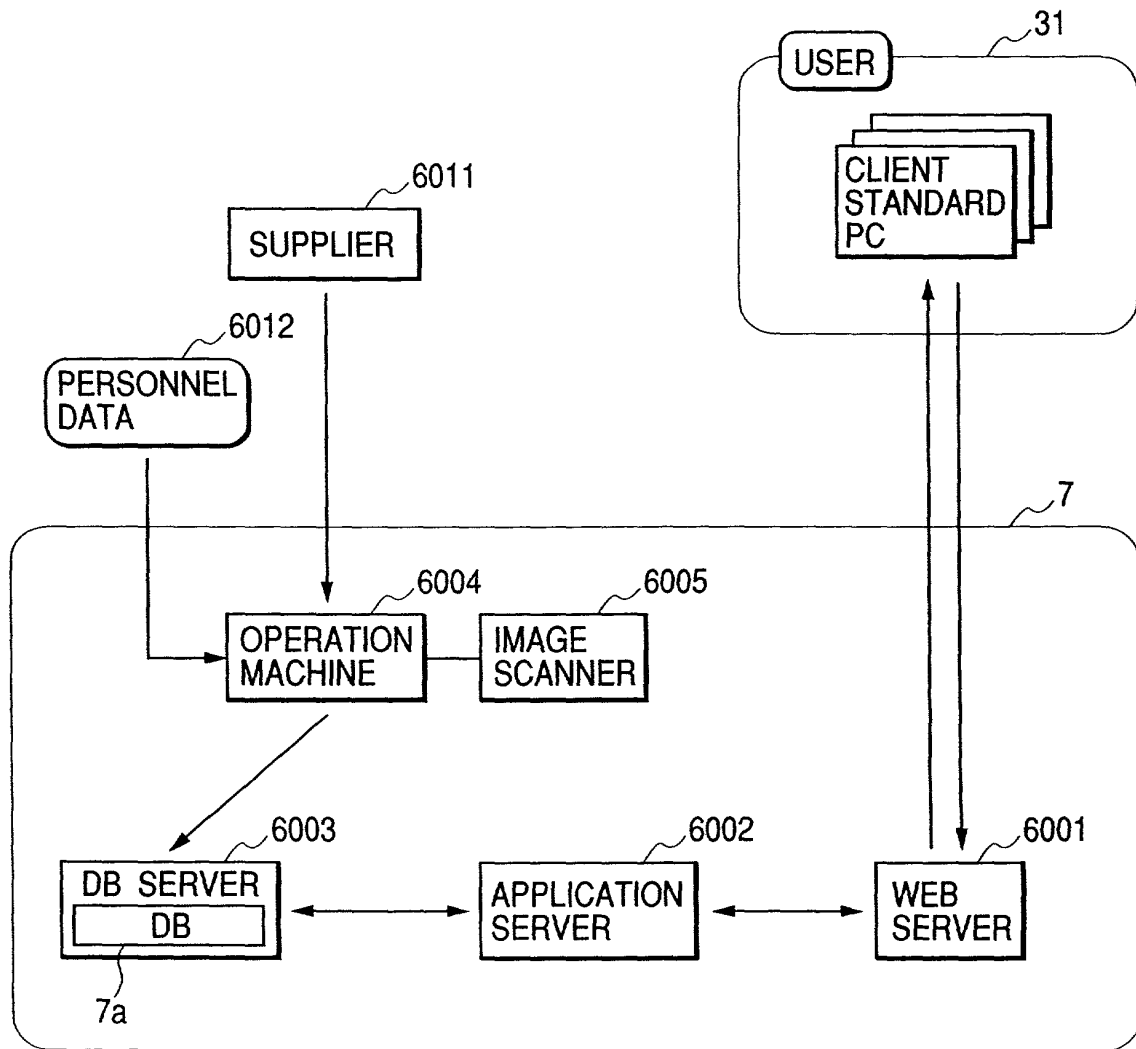 31
USER
CLIENT
STANDARD
PC
6011
SUPPLIER
6012
PERSONNEL
DATA
7
6004
OPERATION
MACHINE
6005
IMAGE
SCANNER
6003
DB SERVER
DB
7a
6002
APPLICATION
SERVER
6001
WEB
SERVER